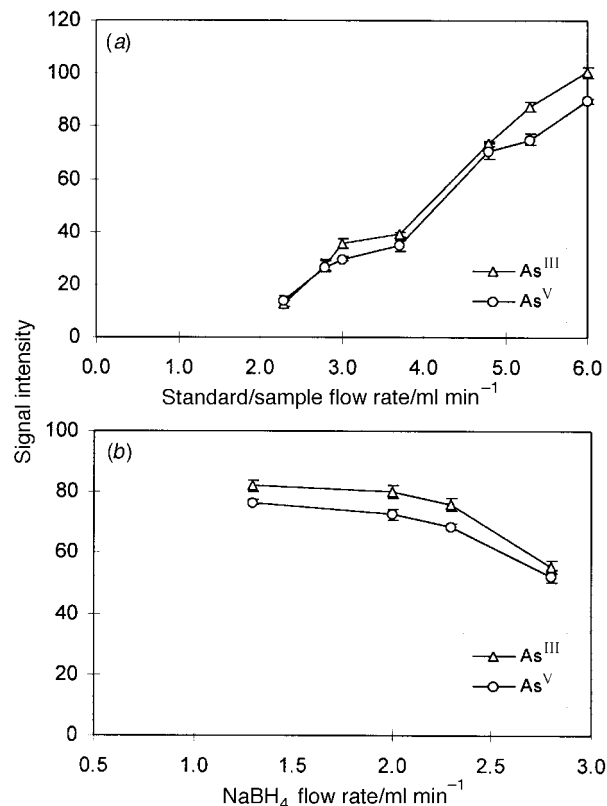 120
(a)
100
80
60
40
20
0
As^III
As^V
0.0 1.0 2.0 3.0 4.0 5.0 6.0
Standard/sample flow rate/ml min⁻¹
Signal intensity
100
(b)
80
60
40
20
0
As^III
As^V
0.5 1.0 1.5 2.0 2.5 3.0
NaBH₄ flow rate/ml min⁻¹